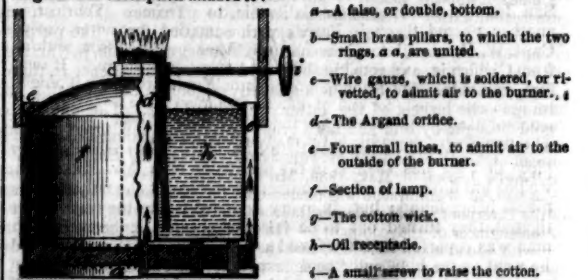 a—A false, or double, bottom.
b—Small brass pillars, to which the two
rings, a a, are united.
c—Wire gauze, which is soldered, or ri-
vetted, to admit air to the burner.
d—The Argand orifice.
e—Four small tubes, to admit air to the
outside of the burner.
f—Section of lamp.
g—The cotton wick.
h—Oil receptacle.
i—A small screw to raise the cotton.
i
e
d
e
f
h